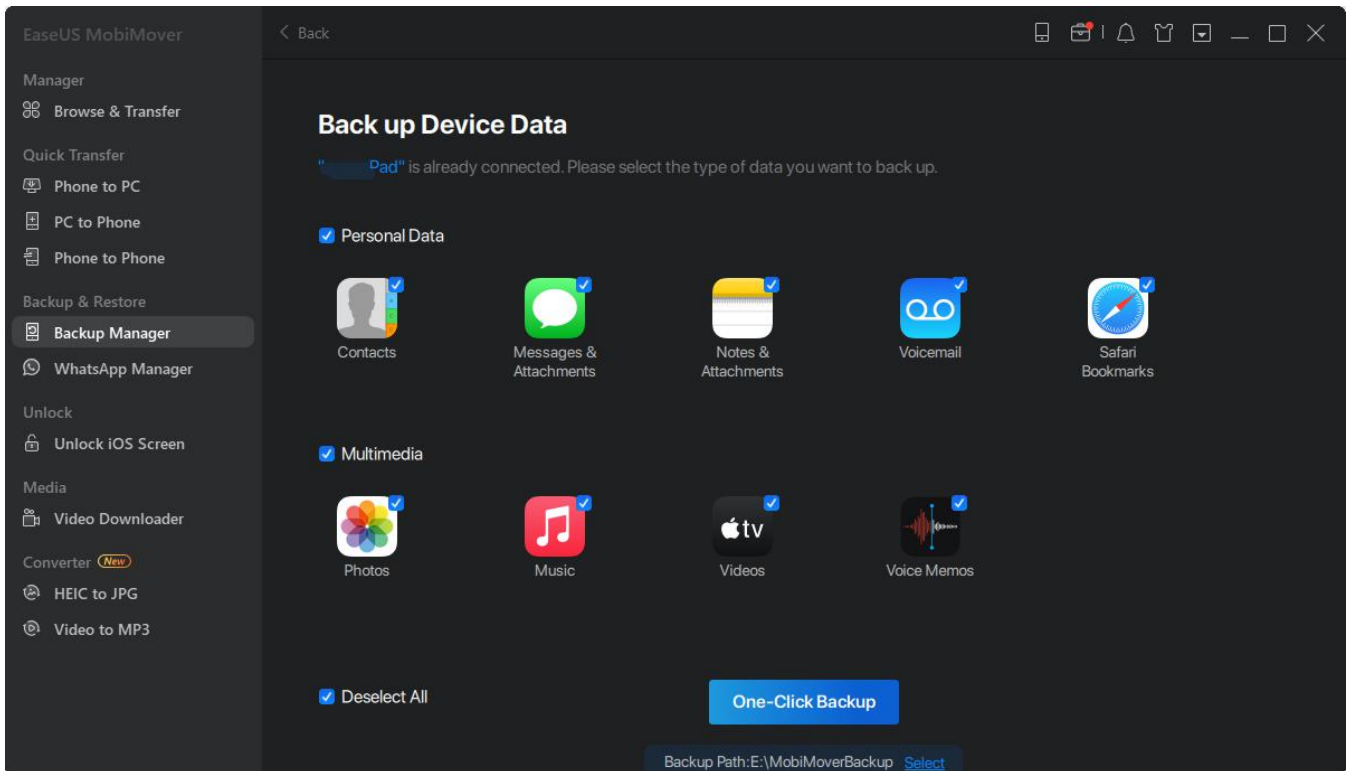 EaseUS MobiMover
Back
Manager
Browse & Transfer
Quick Transfer
Phone to PC
PC to Phone
Phone to Phone
Backup & Restore
Backup Manager
WhatsApp Manager
Unlock
Unlock iOS Screen
Media
Video Downloader
Converter New
HEIC to JPG
Video to MP3
Back up Device Data
" Pad" is already connected. Please select the type of data you want to back up.
Personal Data
Contacts
Messages &
Attachments
Notes &
Attachments
Voicemail
Safari
Bookmarks
Multimedia
Photos
Music
tv
Videos
Voice Memos
Deselect All
One-Click Backup
Backup Path:E:\MobiMoverBackup Select